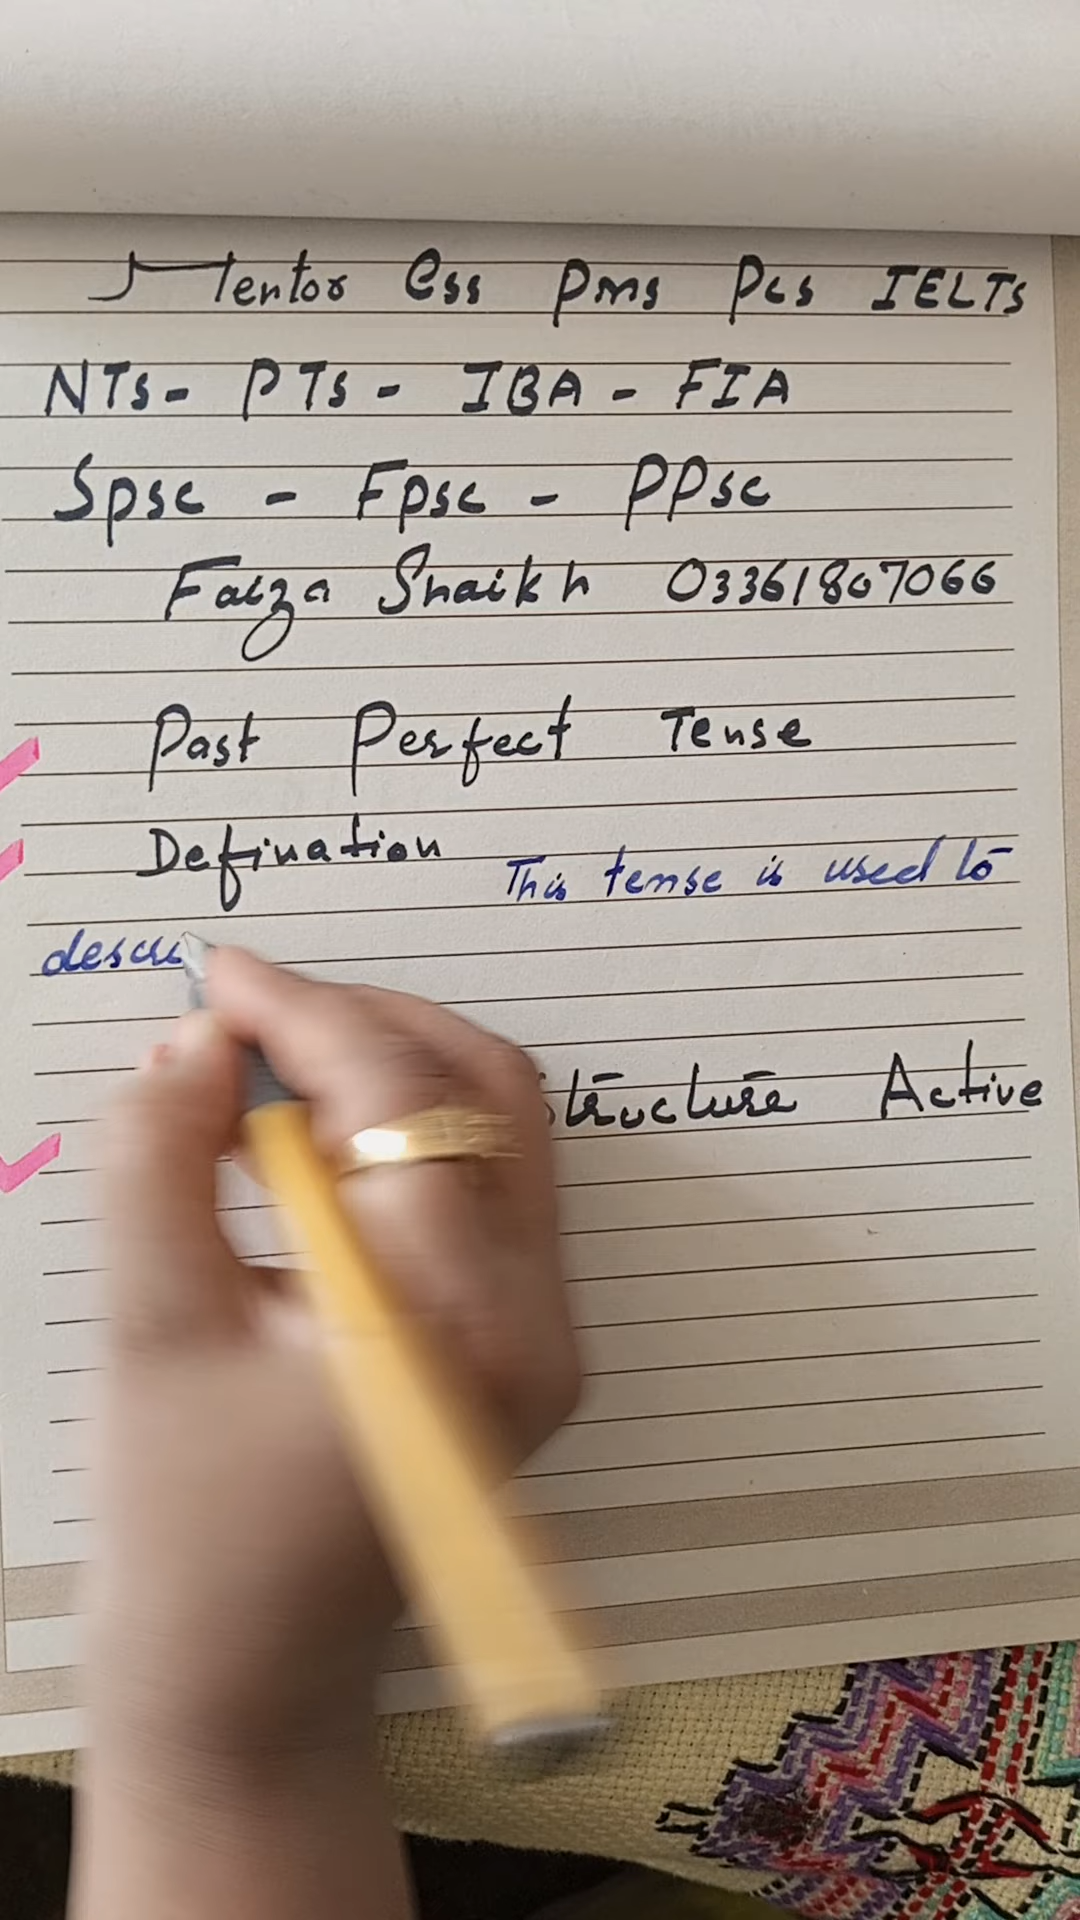 Mentor Css Pms Pcs IELTS
NTS - PTS - IBA - FIA
Spsc - Fpsc - PPsc
Faiza Shaikh 03361807066
Past Perfect Tense
Defination This tense is used to
descri
Structure Active